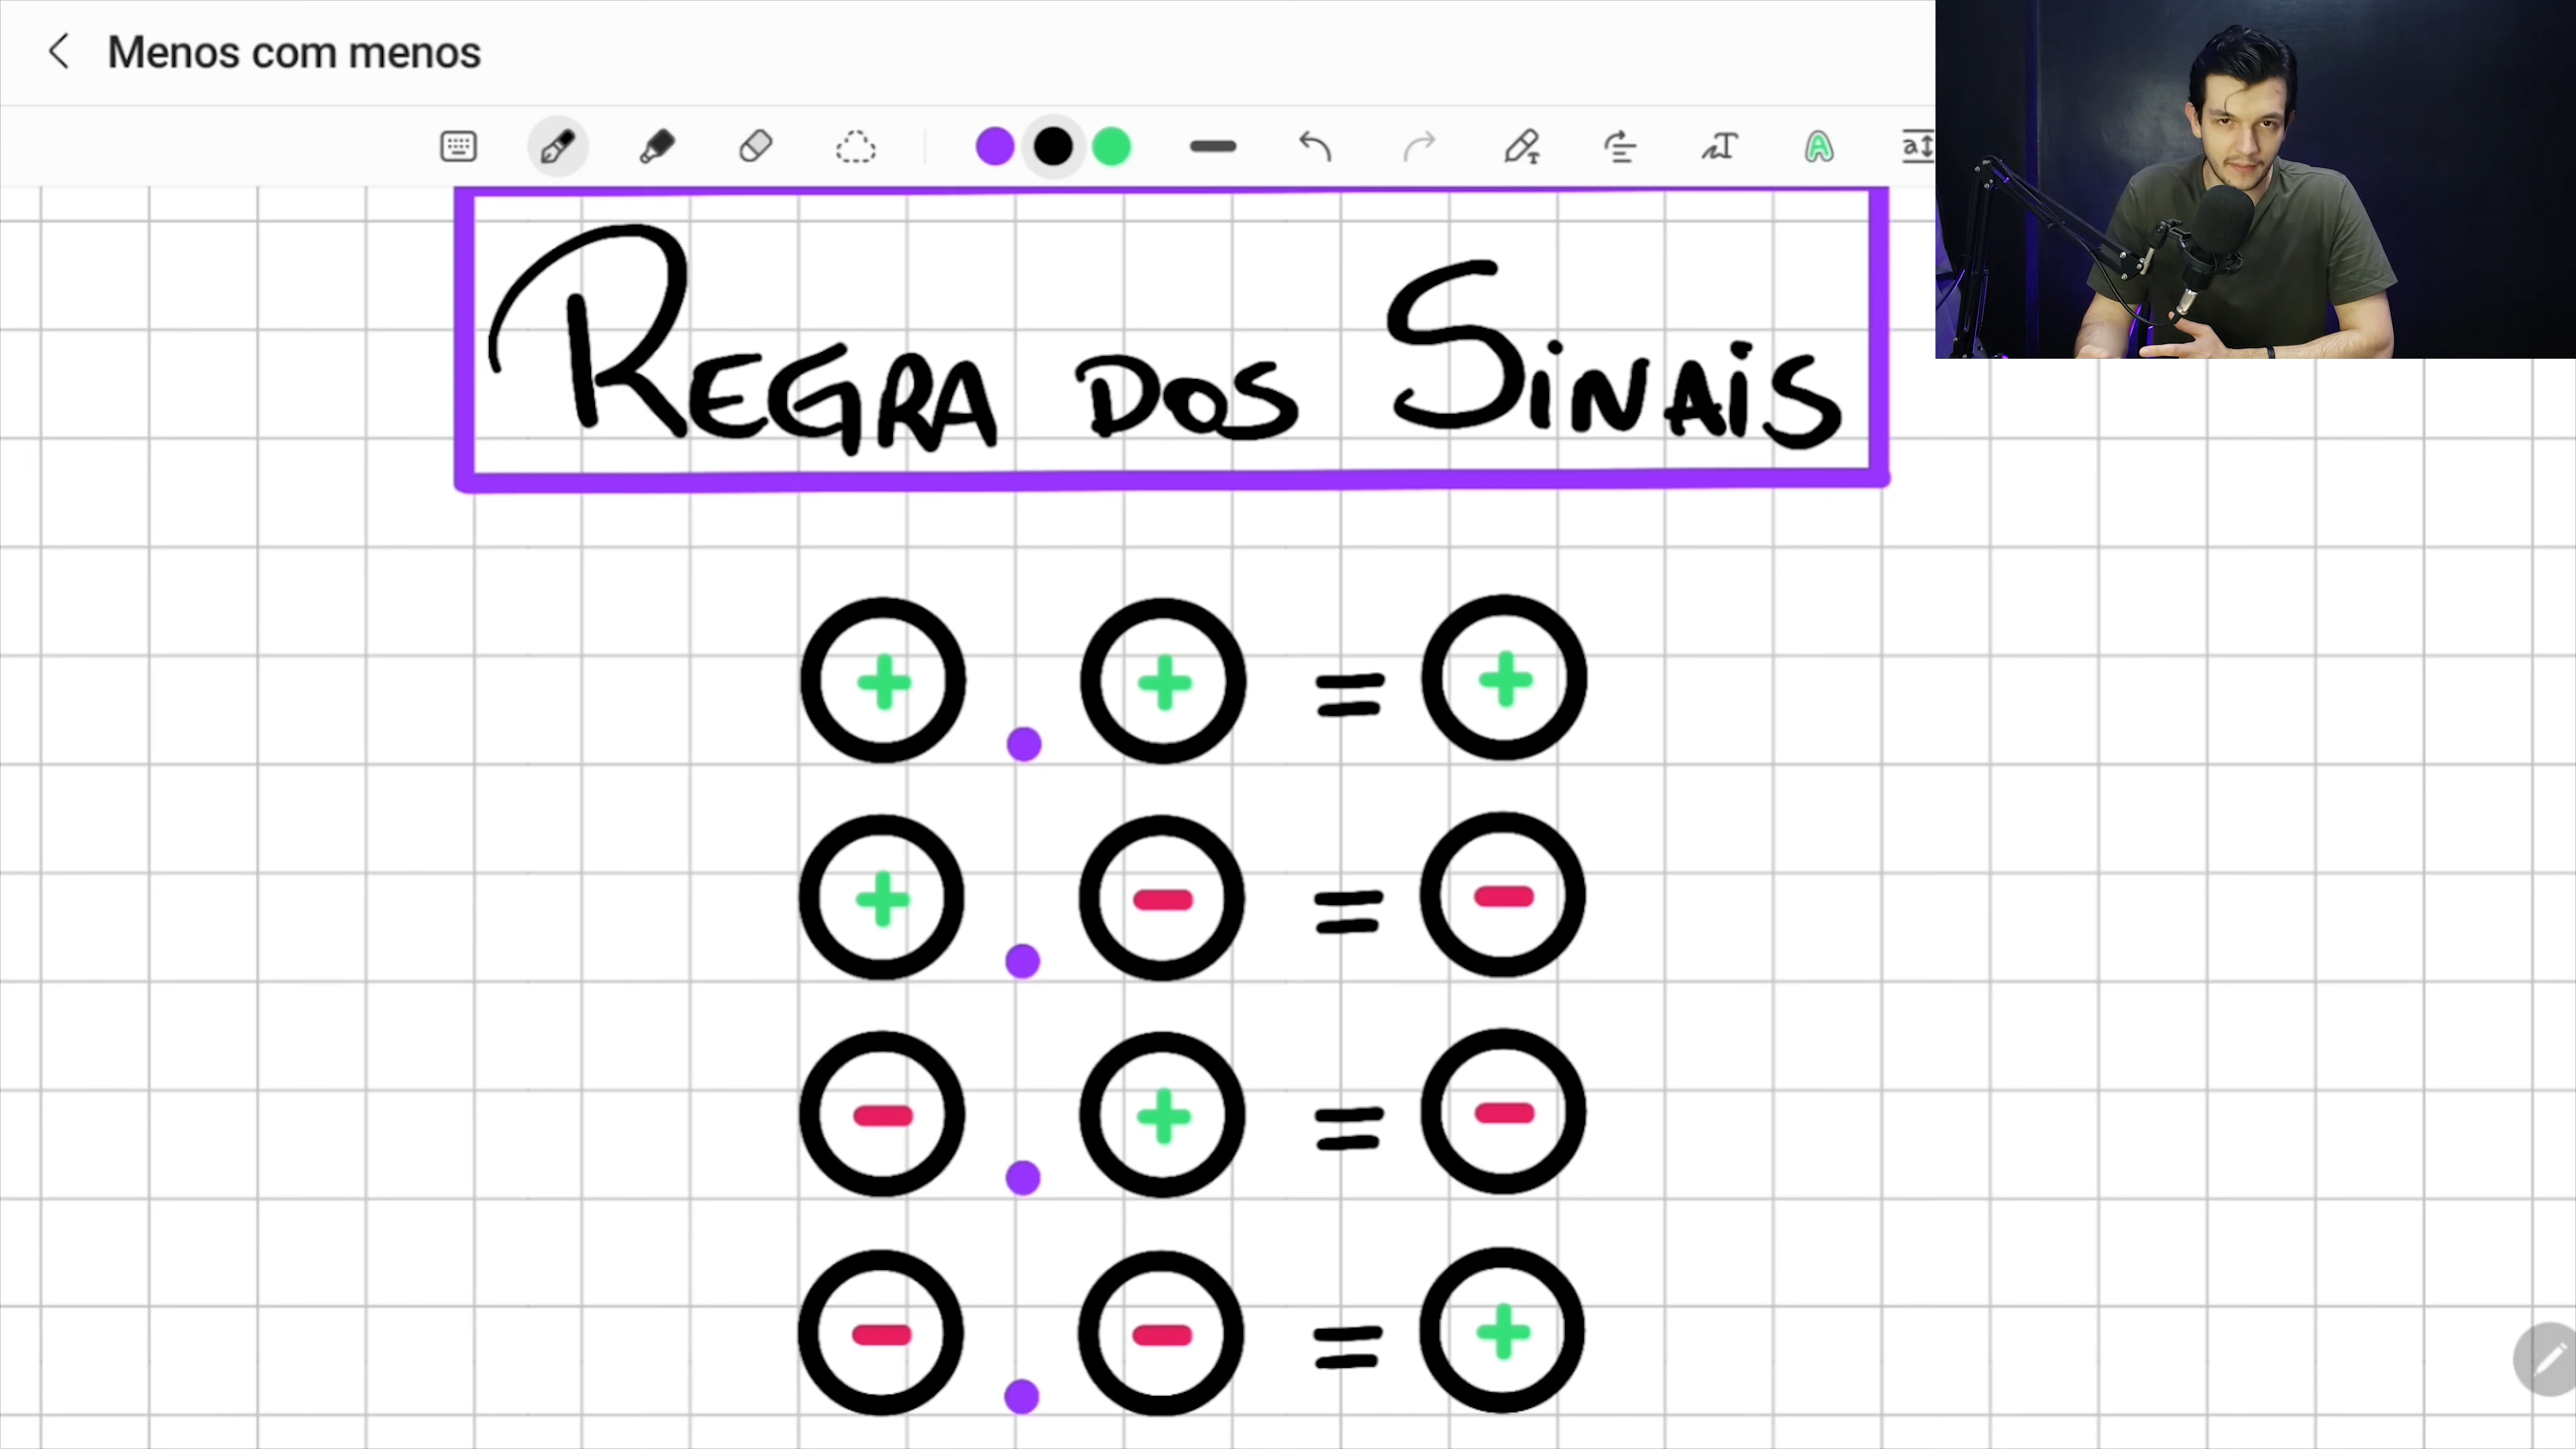 Menos com menos
REGRA DOS SINAIS
+ . + = +
+ . - = -
- . + = -
- . - = +